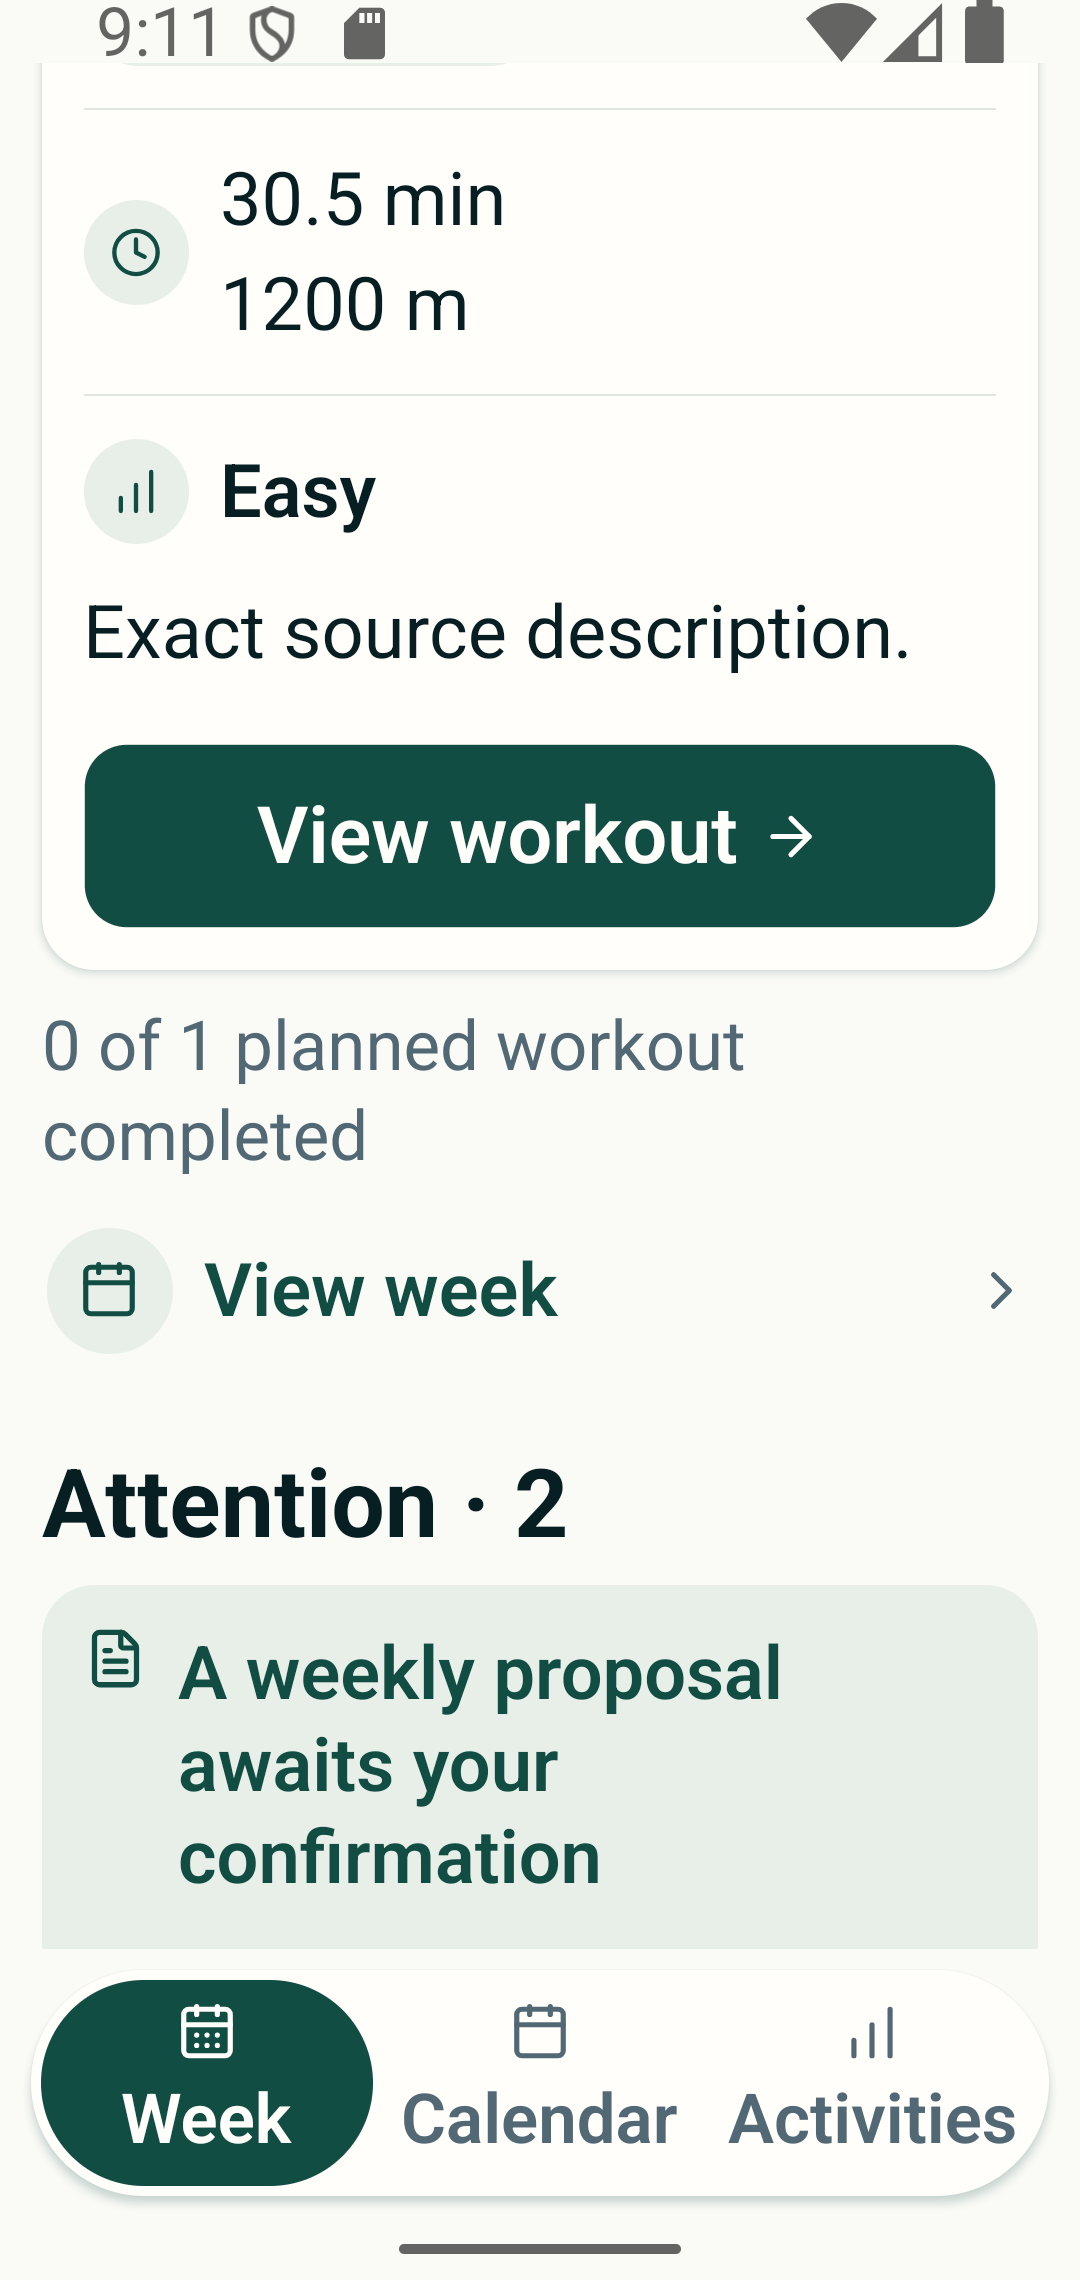 9:11
30.5 min
1200 m
Easy
Exact source description.
View workout →
0 of 1 planned workout
completed
View week
Attention · 2
A weekly proposal
awaits your
confirmation
Week
Calendar
Activities